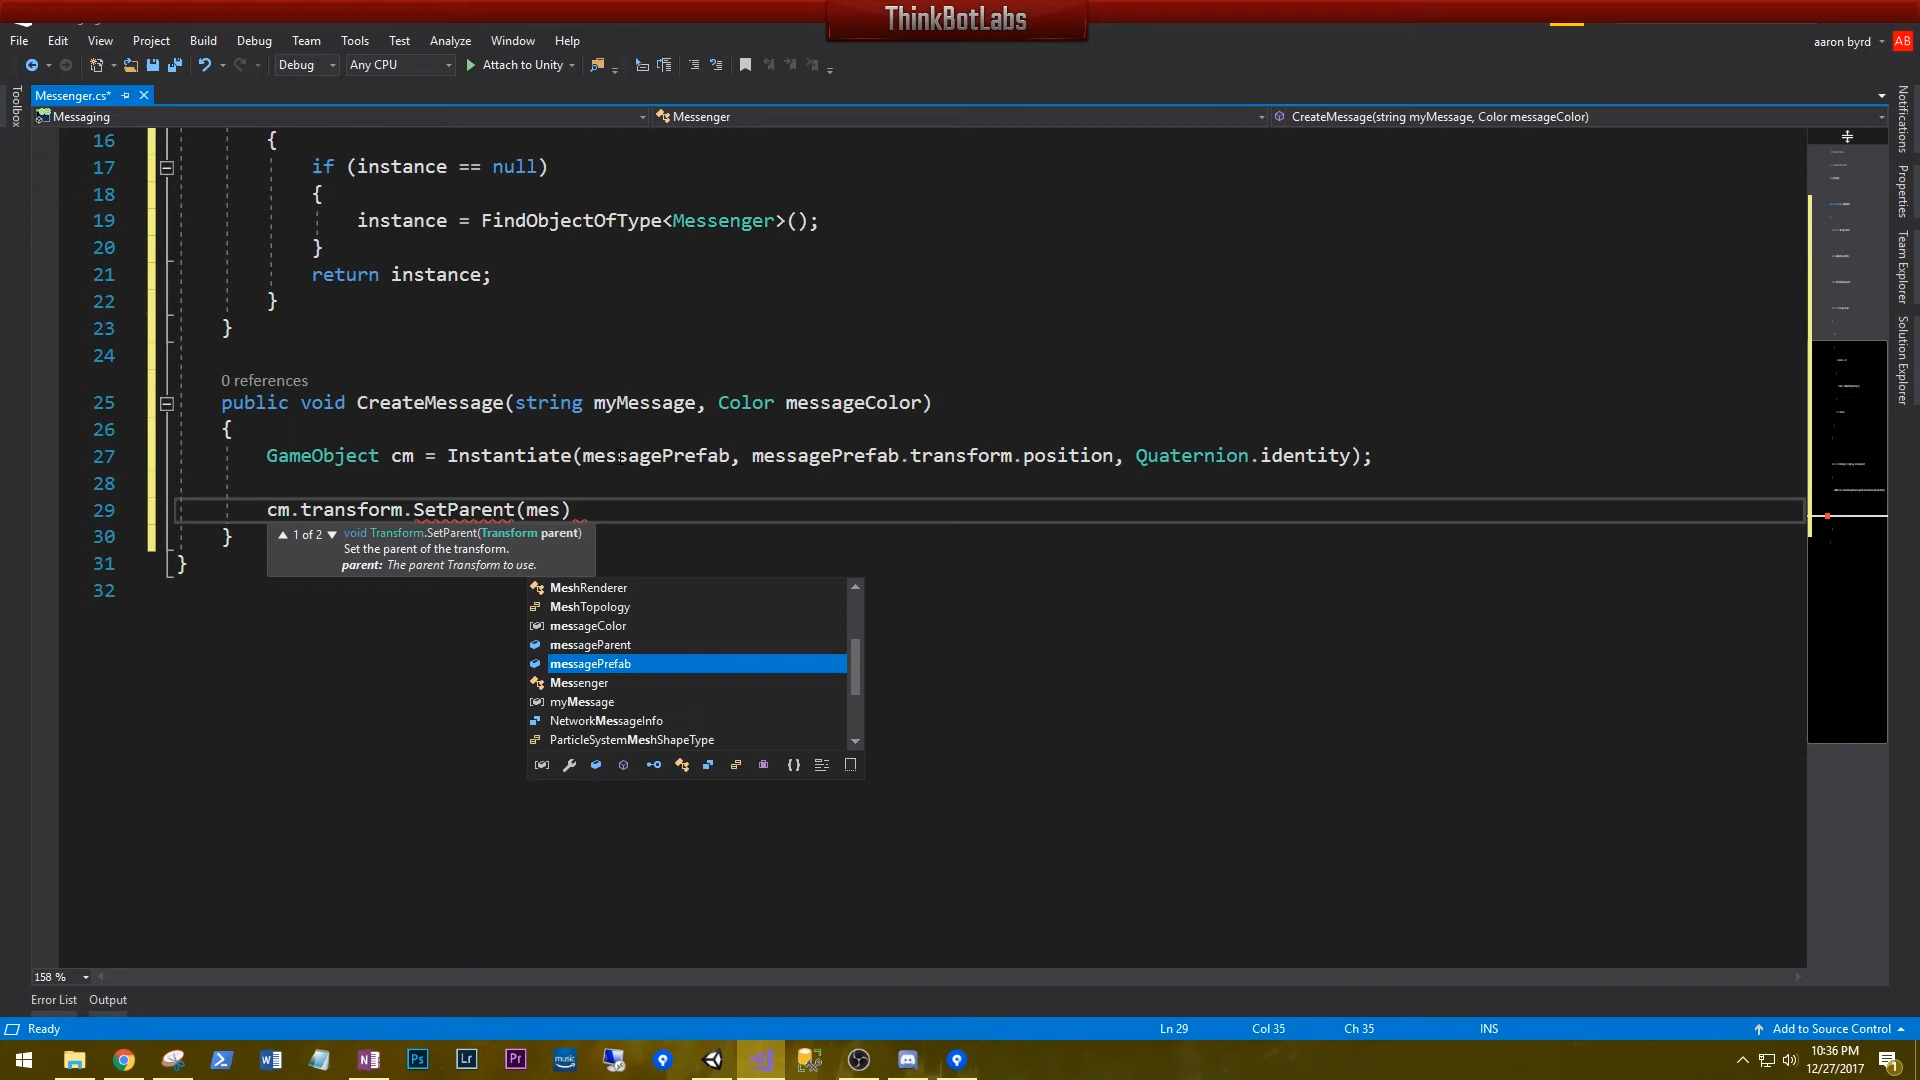 ThinkBotLabs
File Edit View Project Build Debug Team Tools Test Analyze Window Help
aaron byrd AB
Debug Any CPU Attach to Unity
Toolbox
Messenger.cs*
Messaging Messenger CreateMessage(string myMessage, Color messageColor)
16 {
17 if (instance == null)
18 {
19 instance = FindObjectOfType<Messenger>();
20 }
21 return instance;
22 }
23 }
24
0 references
25 public void CreateMessage(string myMessage, Color messageColor)
26 {
27 GameObject cm = Instantiate(messagePrefab, messagePrefab.transform.position, Quaternion.identity);
28
29 cm.transform.SetParent(mes)
30 }
31 }
32
1 of 2 void Transform.SetParent(Transform parent)
Set the parent of the transform.
parent: The parent Transform to use.
MeshRenderer
MeshTopology
messageColor
messageParent
messagePrefab
Messenger
myMessage
NetworkMessageInfo
ParticleSystemMeshShapeType
Notifications
Properties
Team Explorer
Solution Explorer
158 %
Error List Output
Ready Ln 29 Col 35 Ch 35 INS Add to Source Control
W N Ps Lr Pr music
10:36 PM
12/27/2017
1